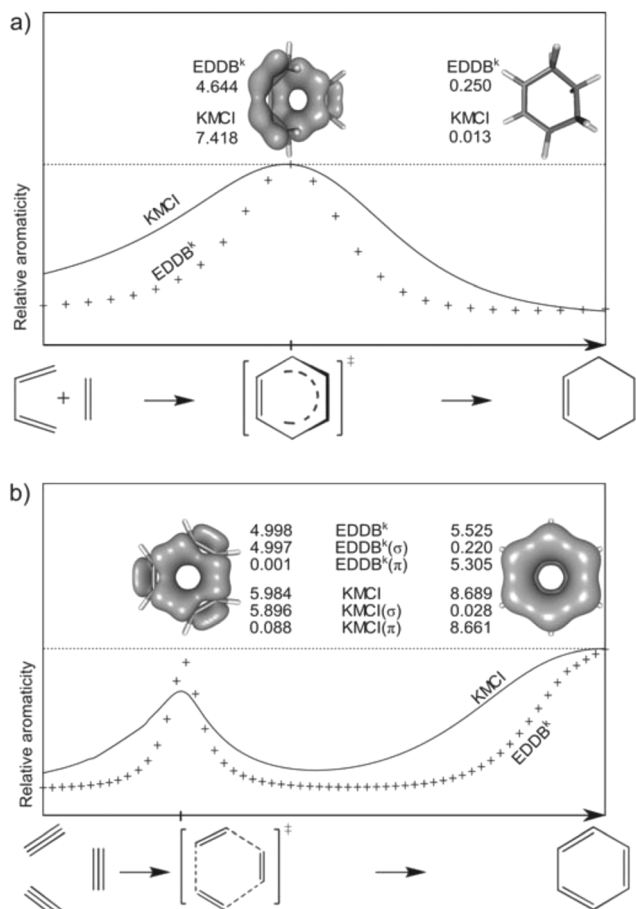 a)
EDDBᵏ
4.644
KMCI
7.418
EDDBᵏ
0.250
KMCI
0.013
Relative aromaticity
KMCI
EDDBᵏ
+
‡
b)
4.998 EDDBᵏ 5.525
4.997 EDDBᵏ(σ) 0.220
0.001 EDDBᵏ(π) 5.305
5.984 KMCI 8.689
5.896 KMCI(σ) 0.028
0.088 KMCI(π) 8.661
Relative aromaticity
KMCI
EDDBᵏ
‡